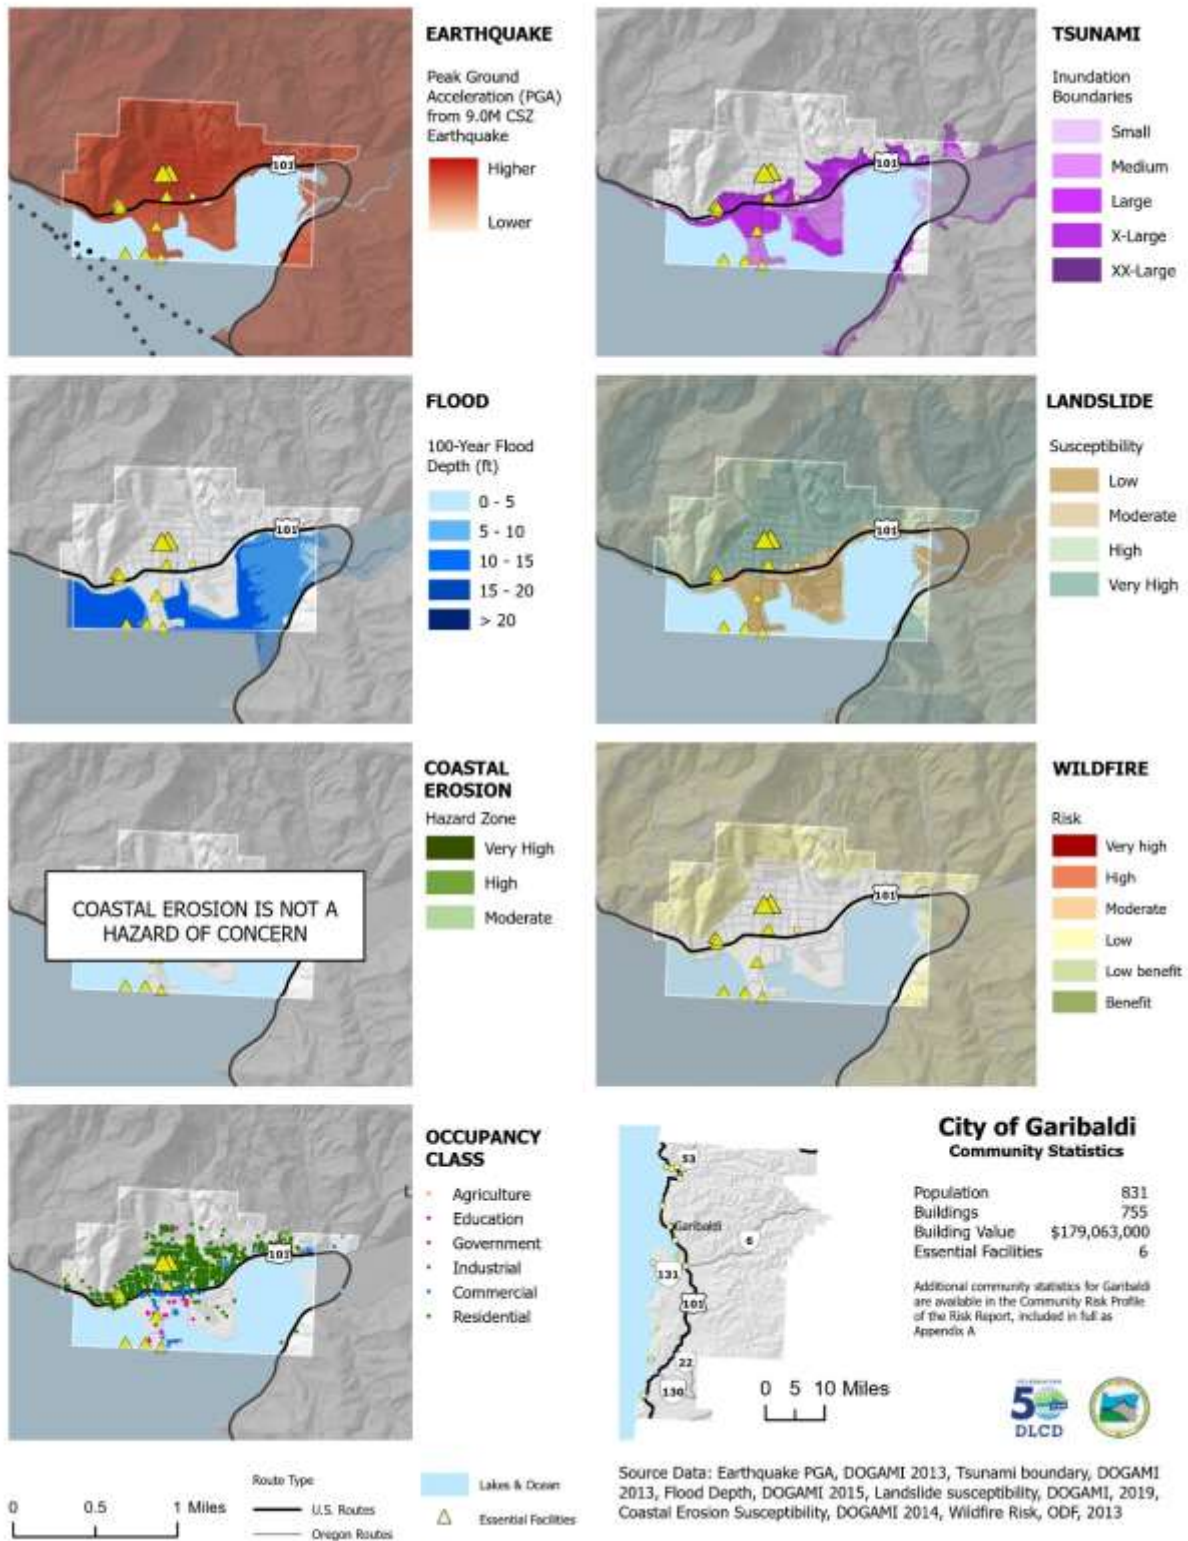 EARTHQUAKE
Peak Ground
Acceleration (PGA)
from 9.0M CSZ
Earthquake
Higher
Lower
101
TSUNAMI
Inundation
Boundaries
Small
Medium
Large
X-Large
XX-Large
101
FLOOD
100-Year Flood
Depth (ft)
0 - 5
5 - 10
10 - 15
15 - 20
> 20
101
LANDSLIDE
Susceptibility
Low
Moderate
High
Very High
101
COASTAL
EROSION
Hazard Zone
Very High
High
Moderate
COASTAL EROSION IS NOT A
HAZARD OF CONCERN
WILDFIRE
Risk
Very high
High
Moderate
Low
Low benefit
Benefit
101
OCCUPANCY
CLASS
Agriculture
Education
Government
Industrial
Commercial
Residential
101
53
Garibaldi
6
131
101
22
130
0 5 10 Miles
City of Garibaldi
Community Statistics
Population 831
Buildings 755
Building Value $179,063,000
Essential Facilities 6
Additional community statistics for Garibaldi
are available in the Community Risk Profile
of the Risk Report, included in full as
Appendix A
50
DLCD
0 0.5 1 Miles
Route Type
U.S. Routes
Oregon Routes
Lakes & Ocean
Essential Facilities
Source Data: Earthquake PGA, DOGAMI 2013, Tsunami boundary, DOGAMI
2013, Flood Depth, DOGAMI 2015, Landslide susceptibility, DOGAMI, 2019,
Coastal Erosion Susceptibility, DOGAMI 2014, Wildfire Risk, ODF, 2013